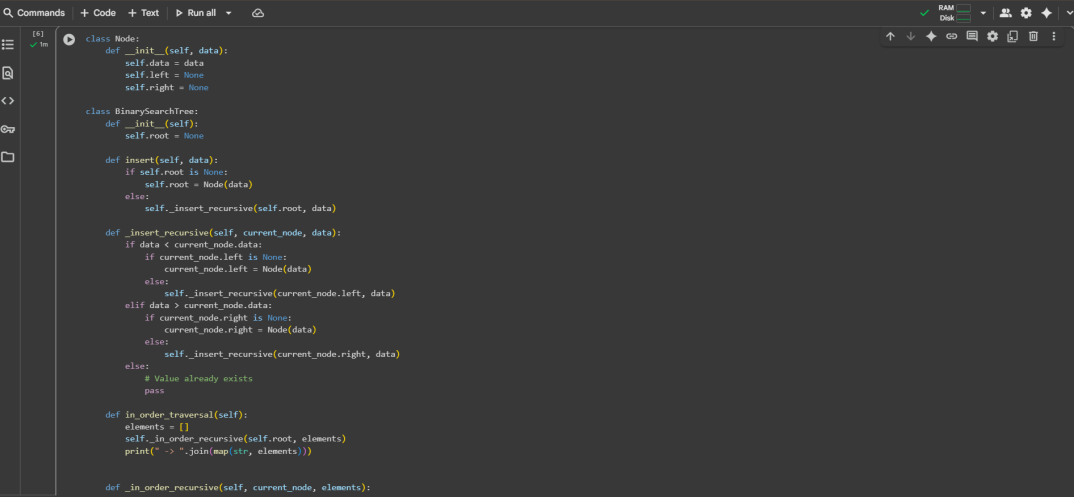 Commands + Code + Text Run all RAM
Disk
[6]
1m
class Node:
    def __init__(self, data):
        self.data = data
        self.left = None
        self.right = None

class BinarySearchTree:
    def __init__(self):
        self.root = None

    def insert(self, data):
        if self.root is None:
            self.root = Node(data)
        else:
            self._insert_recursive(self.root, data)

    def _insert_recursive(self, current_node, data):
        if data < current_node.data:
            if current_node.left is None:
                current_node.left = Node(data)
            else:
                self._insert_recursive(current_node.left, data)
        elif data > current_node.data:
            if current_node.right is None:
                current_node.right = Node(data)
            else:
                self._insert_recursive(current_node.right, data)
        else:
            # Value already exists
            pass

    def in_order_traversal(self):
        elements = []
        self._in_order_recursive(self.root, elements)
        print(" -> ".join(map(str, elements)))


    def _in_order_recursive(self, current_node, elements):